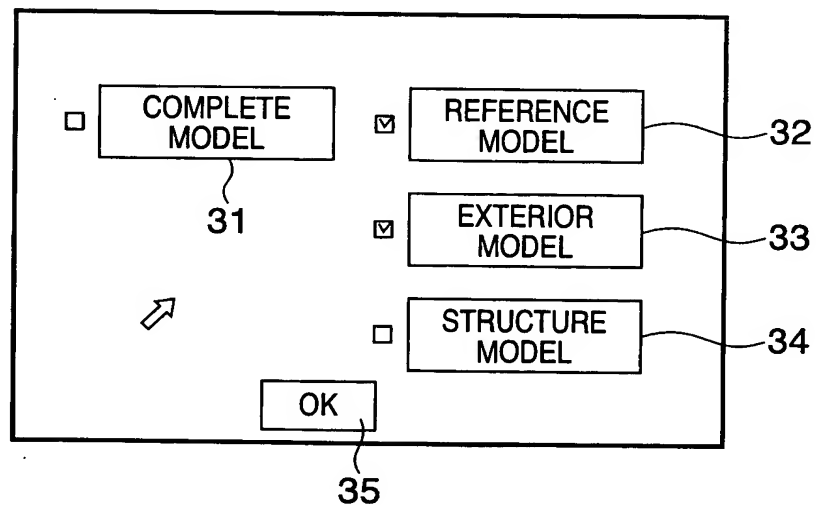 COMPLETE
MODEL
31
REFERENCE
MODEL
32
EXTERIOR
MODEL
33
STRUCTURE
MODEL
34
OK
35